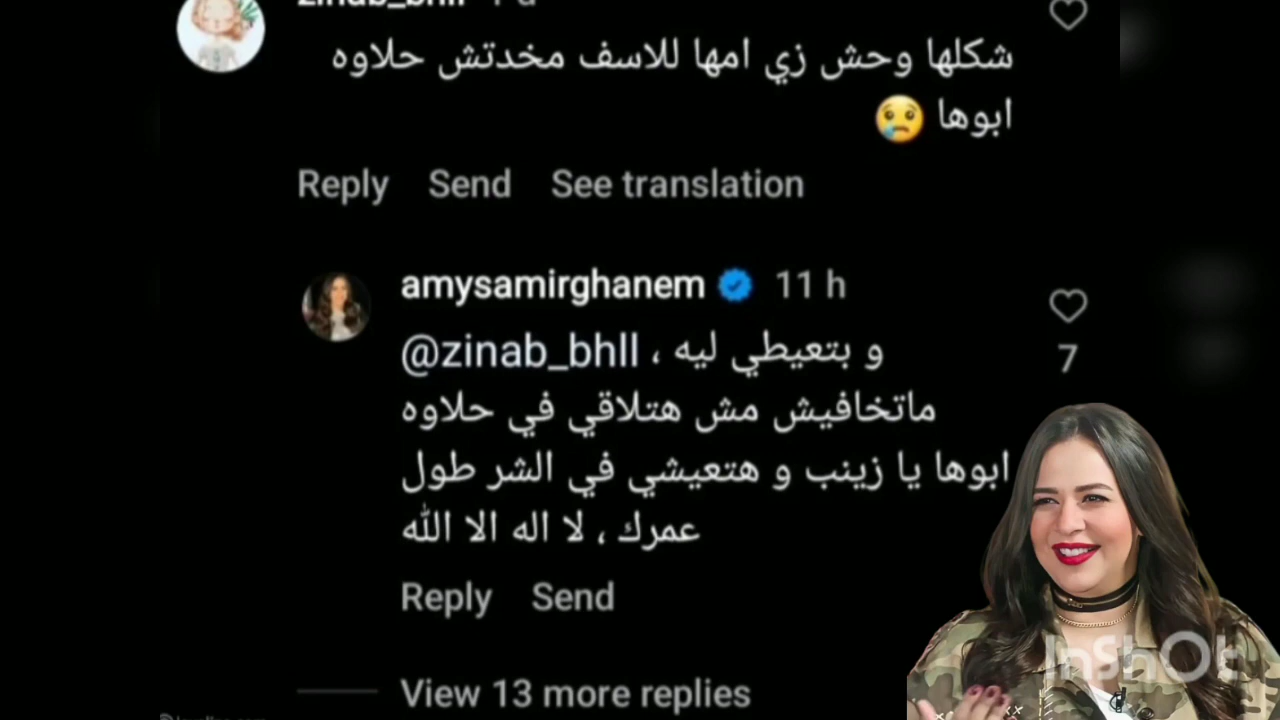 شكلها وحش زي امها للاسف مخدتش حلاوه
ابوها 😢
Reply Send See translation
amysamirghanem 11 h
@zinab_bhll و بتعيطي ليه ،
7
ماتخافيش مش هتلاقي في حلاوه
ابوها يا زينب و هتعيشي في الشر طول
عمرك ، لا اله الا الله
Reply Send
View 13 more replies
InShOt